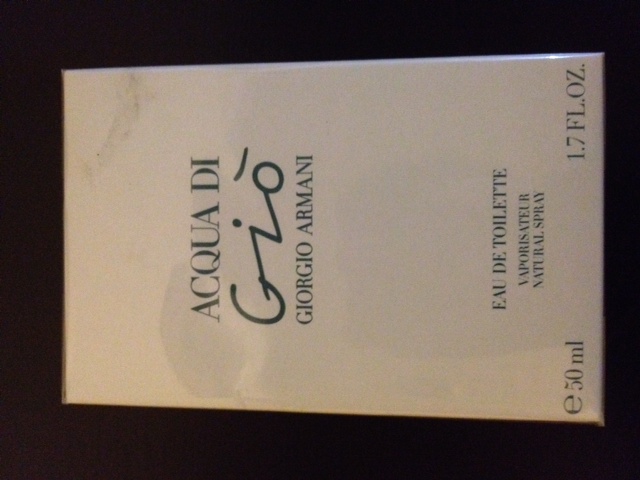 ACQUA DI
Giò
GIORGIO ARMANI
EAU DE TOILETTE
VAPORISATEUR
NATURAL SPRAY
℮50 ml 1.7 FL.OZ.